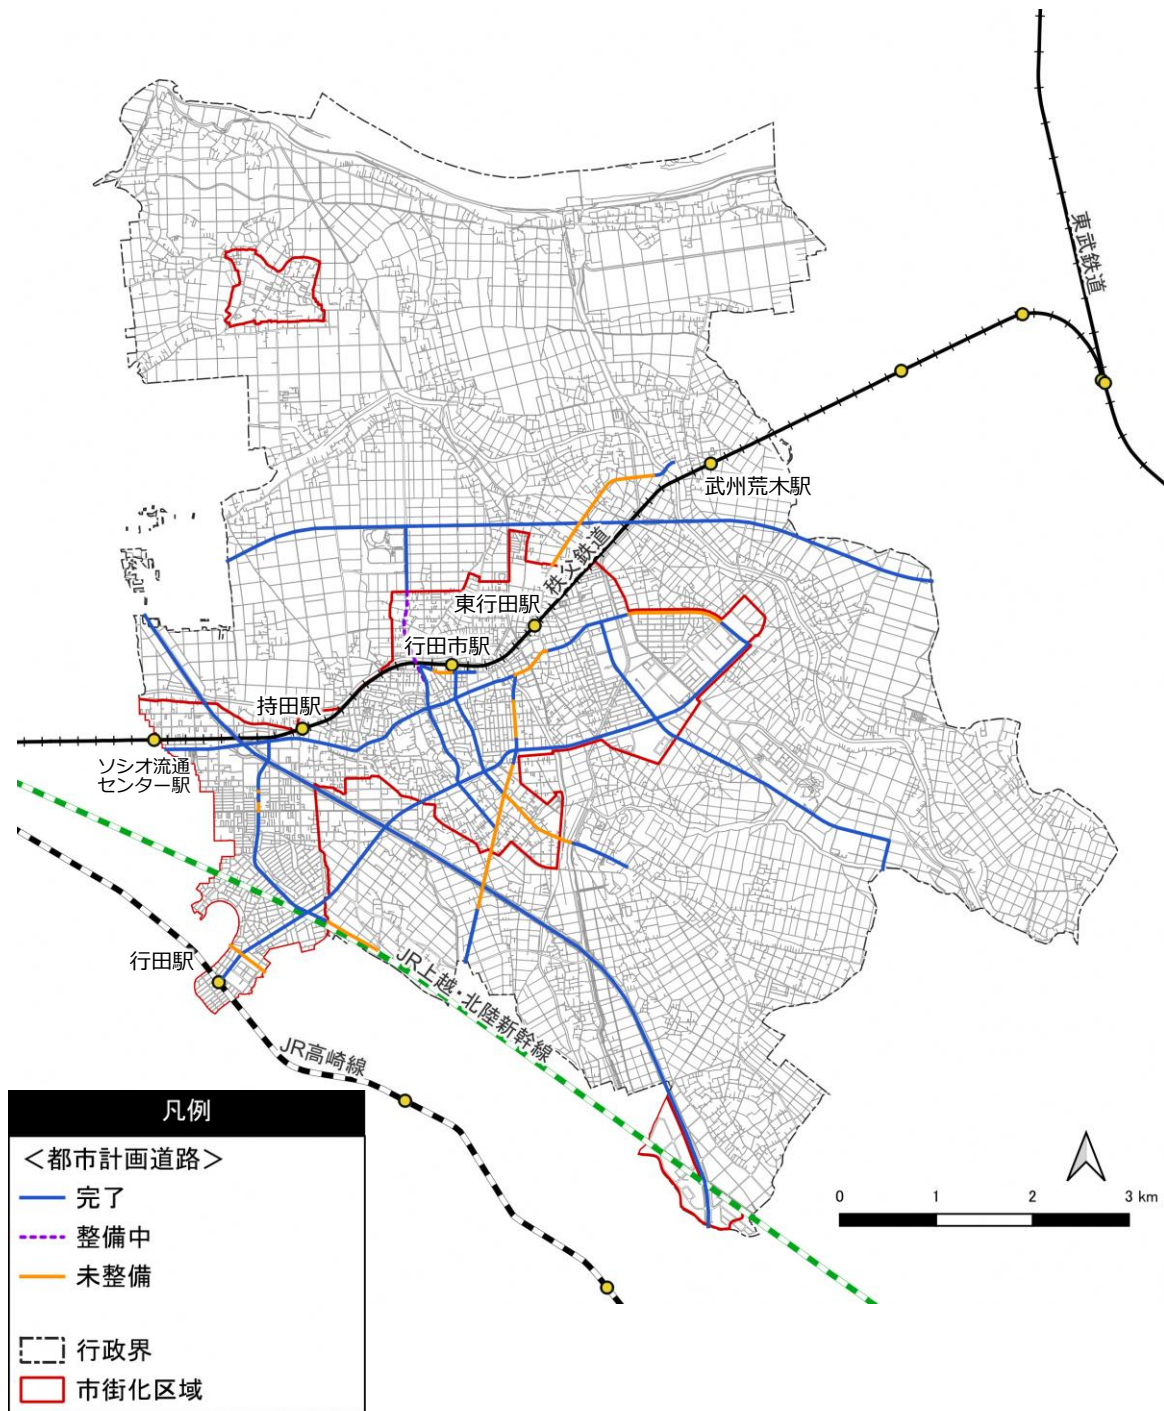 東武鉄道
武州荒木駅
秩父鉄道
東行田駅
行田市駅
持田駅
ソシオ流通
センター駅
行田駅
JR上越・北陸新幹線
JR高崎線
凡例
＜都市計画道路＞
完了
整備中
未整備
行政界
市街化区域
0 1 2 3 km